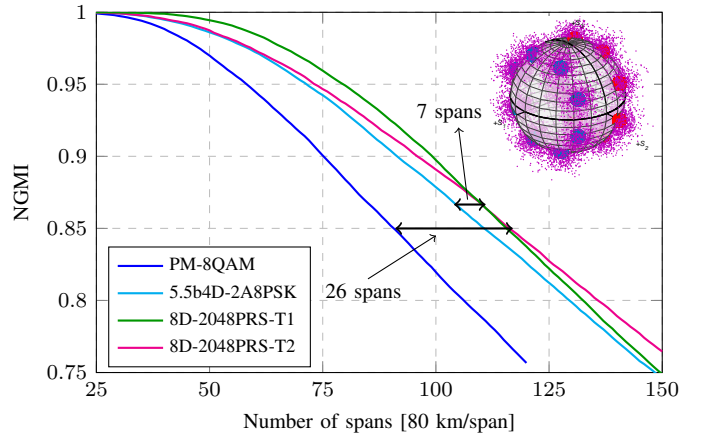 1
0.95
0.9
0.85
0.8
0.75
NGMI
25
50
75
100
125
150
Number of spans [80 km/span]
7 spans
26 spans
PM-8QAM
5.5b4D-2A8PSK
8D-2048PRS-T1
8D-2048PRS-T2
+S
+S
+S2